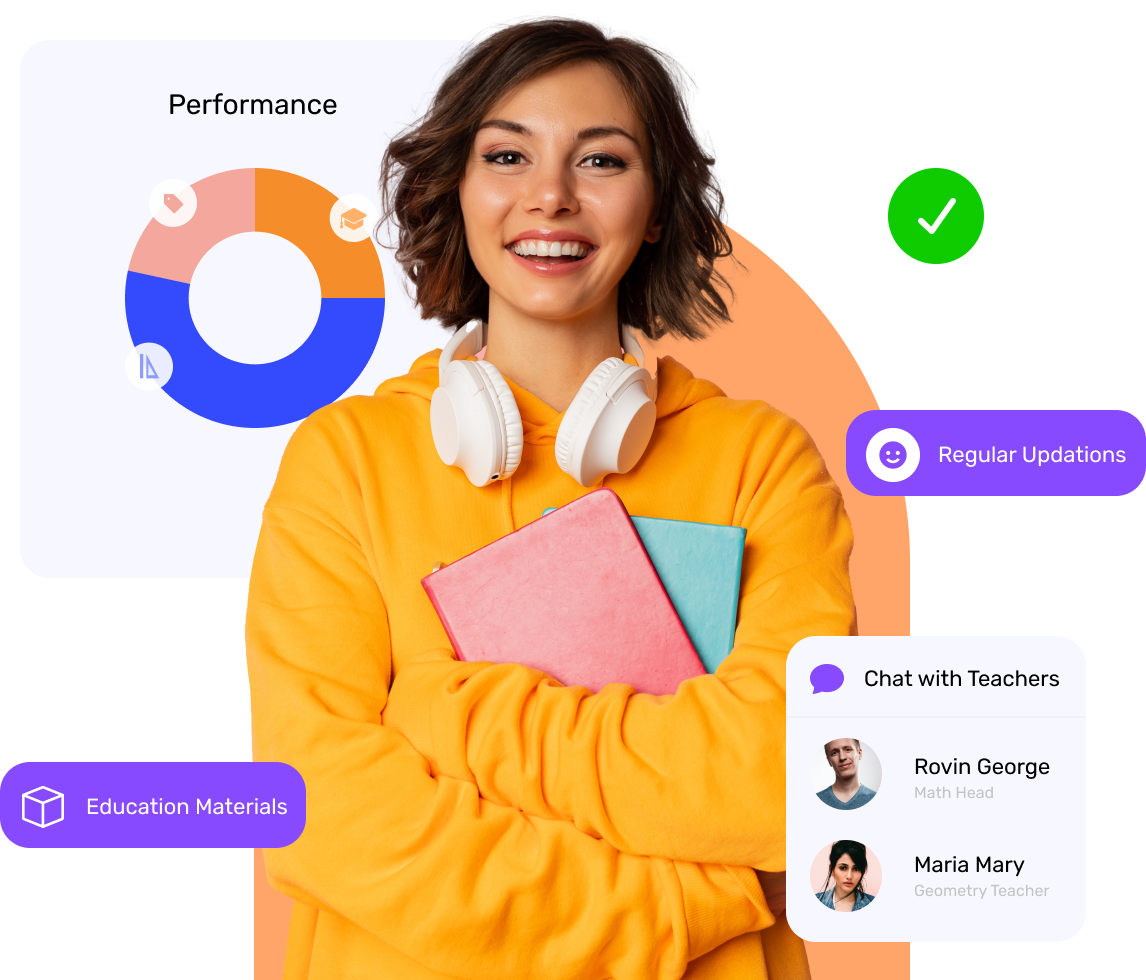 Performance
Regular Updations
Chat with Teachers
Rovin George
Math Head
Maria Mary
Geometry Teacher
Education Materials